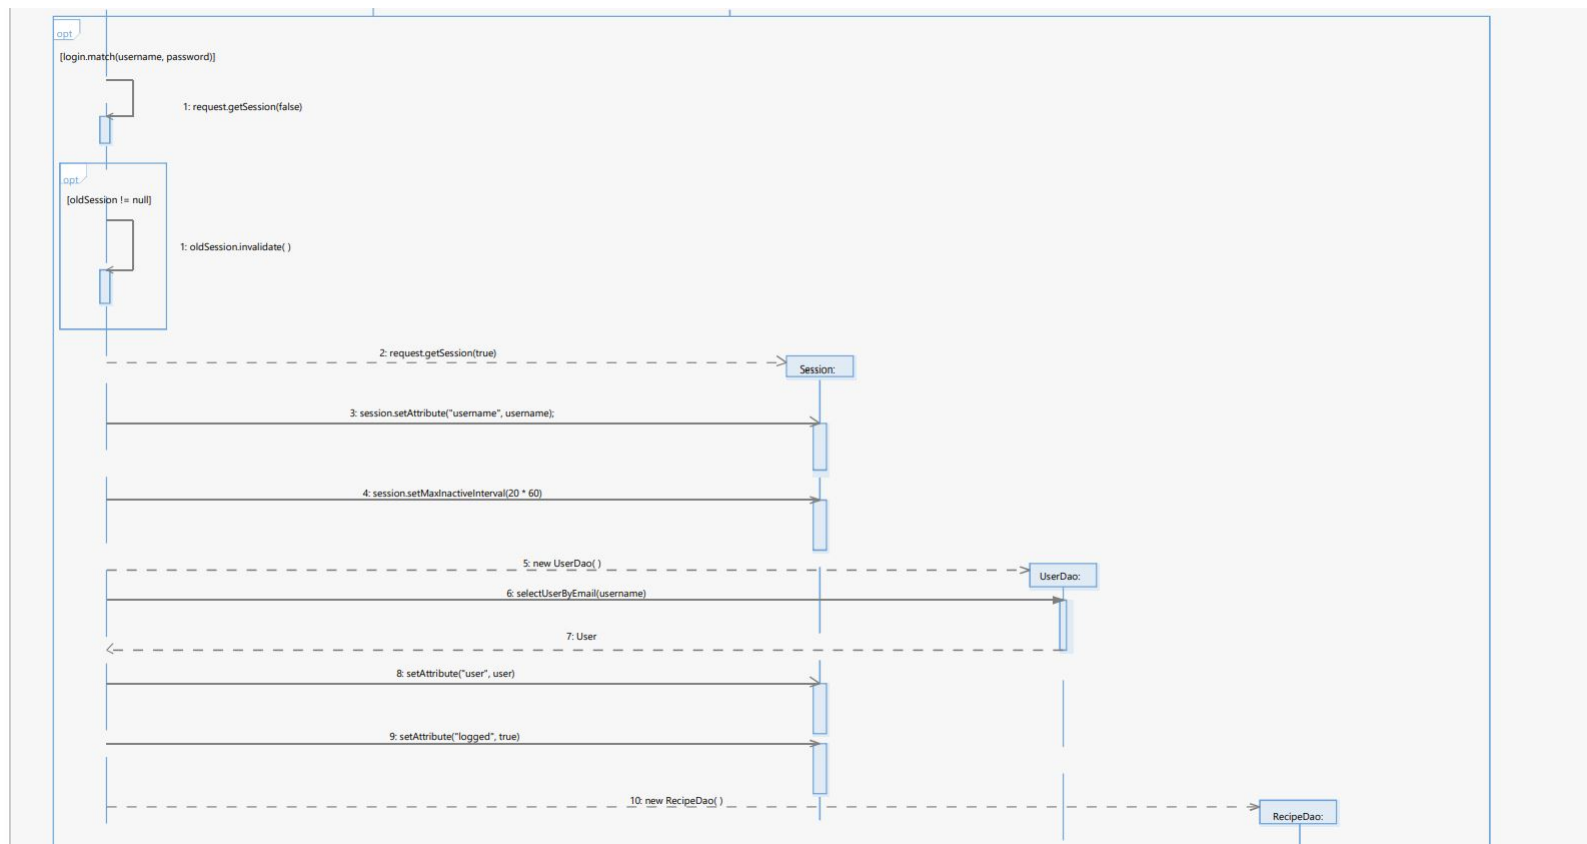 opt
[login.match(username, password)]
1: request.getSession(false)
opt
[oldSession != null]
1: oldSession.invalidate( )
2: request.getSession(true)
Session:
3: session.setAttribute("username", username);
4: session.setMaxInactiveInterval(20 * 60)
5: new UserDao( )
UserDao:
6: selectUserByEmail(username)
7: User
8: setAttribute("user", user)
9: setAttribute("logged", true)
10: new RecipeDao( )
RecipeDao: